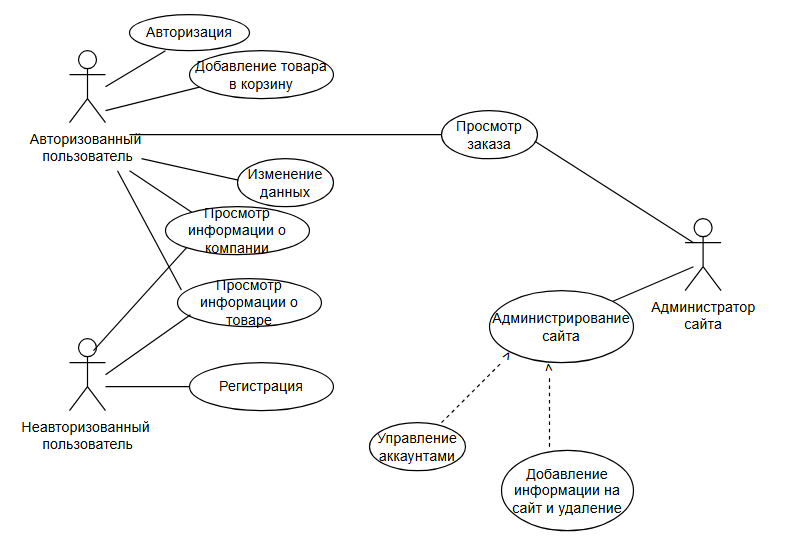 Авторизация
Добавление товара
в корзину
Авторизованный
пользователь
Просмотр
заказа
Изменение
данных
Просмотр
информации о
компании
Просмотр
информации о
товаре
Администратор
сайта
Администрирование
сайта
Регистрация
Неавторизованный
пользователь
Управление
аккаунтами
Добавление
информации на
сайт и удаление